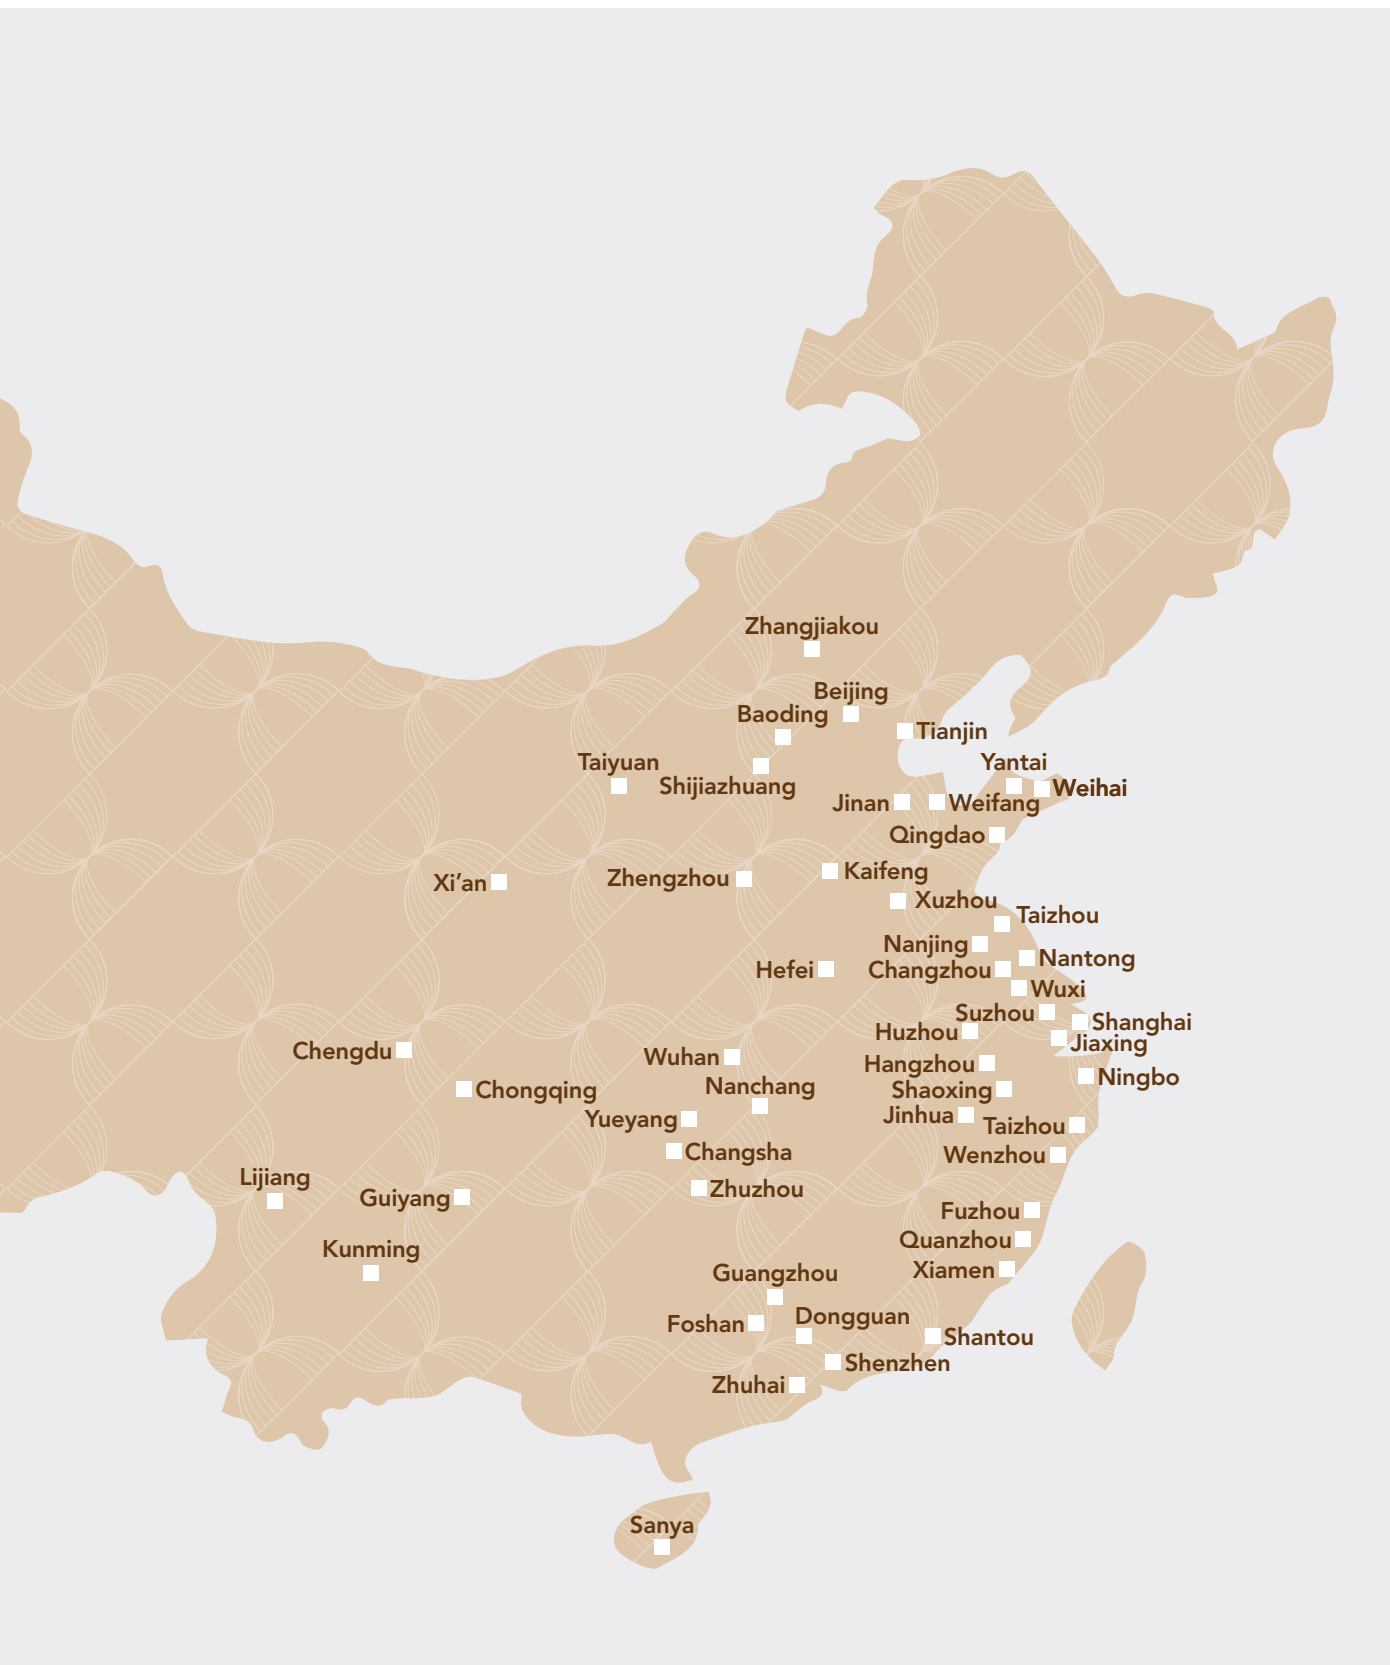 Zhangjiakou
Beijing
Baoding
Tianjin
Taiyuan
Yantai
Shijiazhuang
Weihai
Jinan
Weifang
Qingdao
Kaifeng
Zhengzhou
Xi’an
Xuzhou
Taizhou
Nanjing
Nantong
Hefei
Changzhou
Wuxi
Suzhou
Shanghai
Huzhou
Jiaxing
Chengdu
Wuhan
Hangzhou
Ningbo
Nanchang
Chongqing
Shaoxing
Jinhua
Yueyang
Taizhou
Changsha
Wenzhou
Lijiang
Zhuzhou
Guiyang
Fuzhou
Quanzhou
Kunming
Xiamen
Guangzhou
Dongguan
Foshan
Shantou
Shenzhen
Zhuhai
Sanya